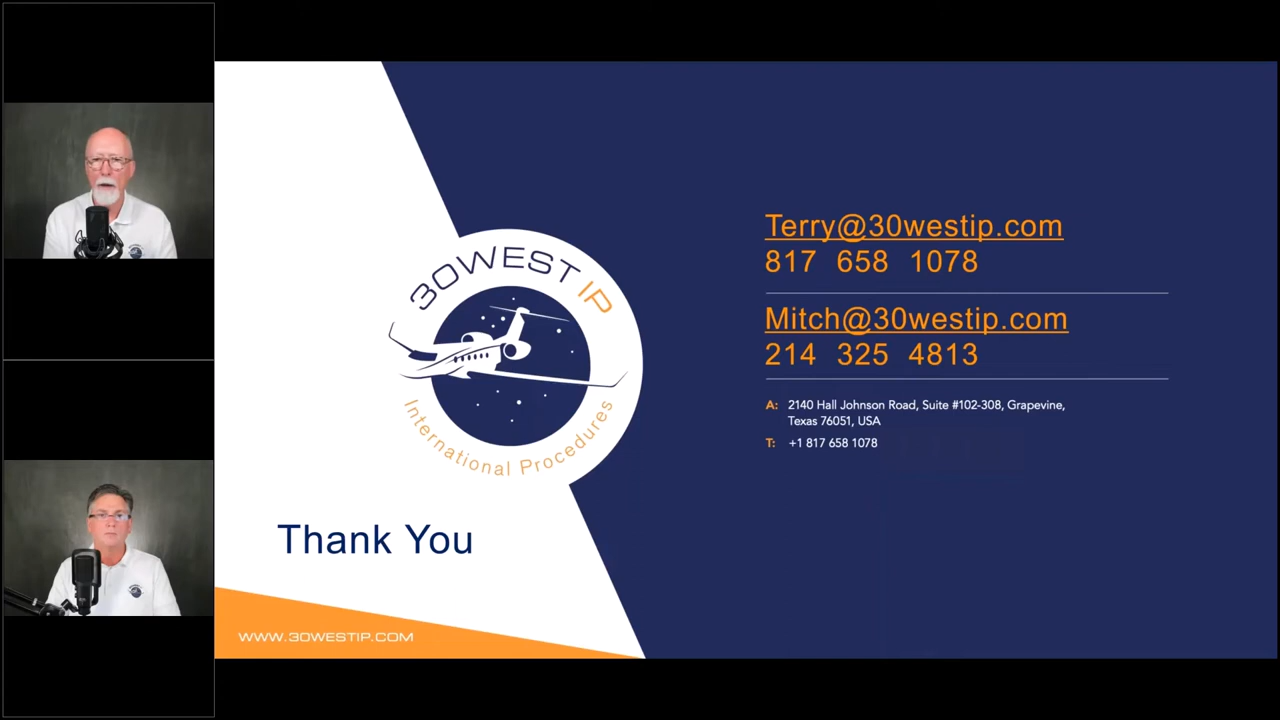 30WEST IP
International Procedures
Thank You
WWW.30WESTIP.COM
Terry@30westip.com
817 658 1078
Mitch@30westip.com
214 325 4813
A: 2140 Hall Johnson Road, Suite #102-308, Grapevine,
Texas 76051, USA
T: +1 817 658 1078